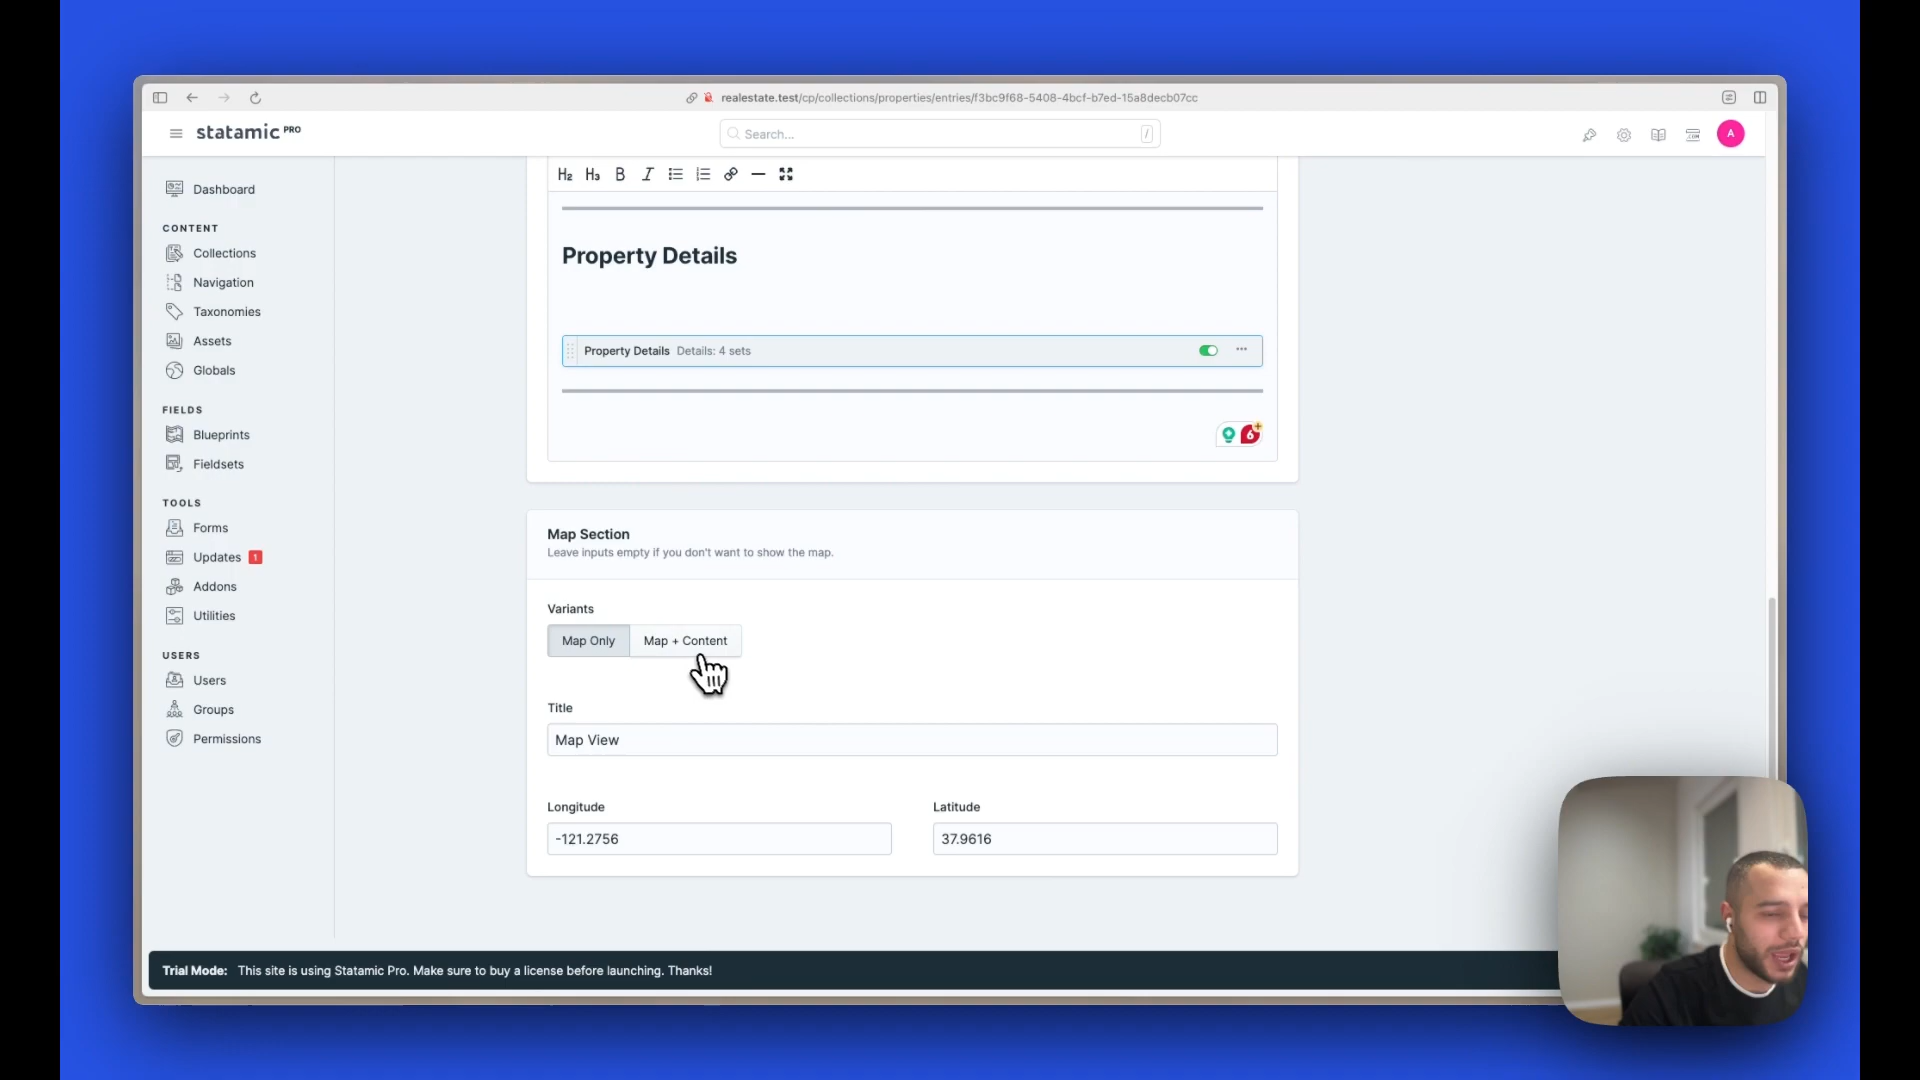 realestate.test/cp/collections/properties/entries/f3bc9f68-5408-4bcf-b7ed-15a8decb07cc
statamic PRO
Search...
/
A
Dashboard
CONTENT
Collections
Navigation
Taxonomies
Assets
Globals
FIELDS
Blueprints
Fieldsets
TOOLS
Forms
Updates 1
Addons
Utilities
USERS
Users
Groups
Permissions
H2 H3 B I
Property Details
Property Details Details: 4 sets
6
Map Section
Leave inputs empty if you don't want to show the map.
Variants
Map Only Map + Content
Title
Map View
Longitude Latitude
-121.2756 37.9616
Trial Mode: This site is using Statamic Pro. Make sure to buy a license before launching. Thanks!